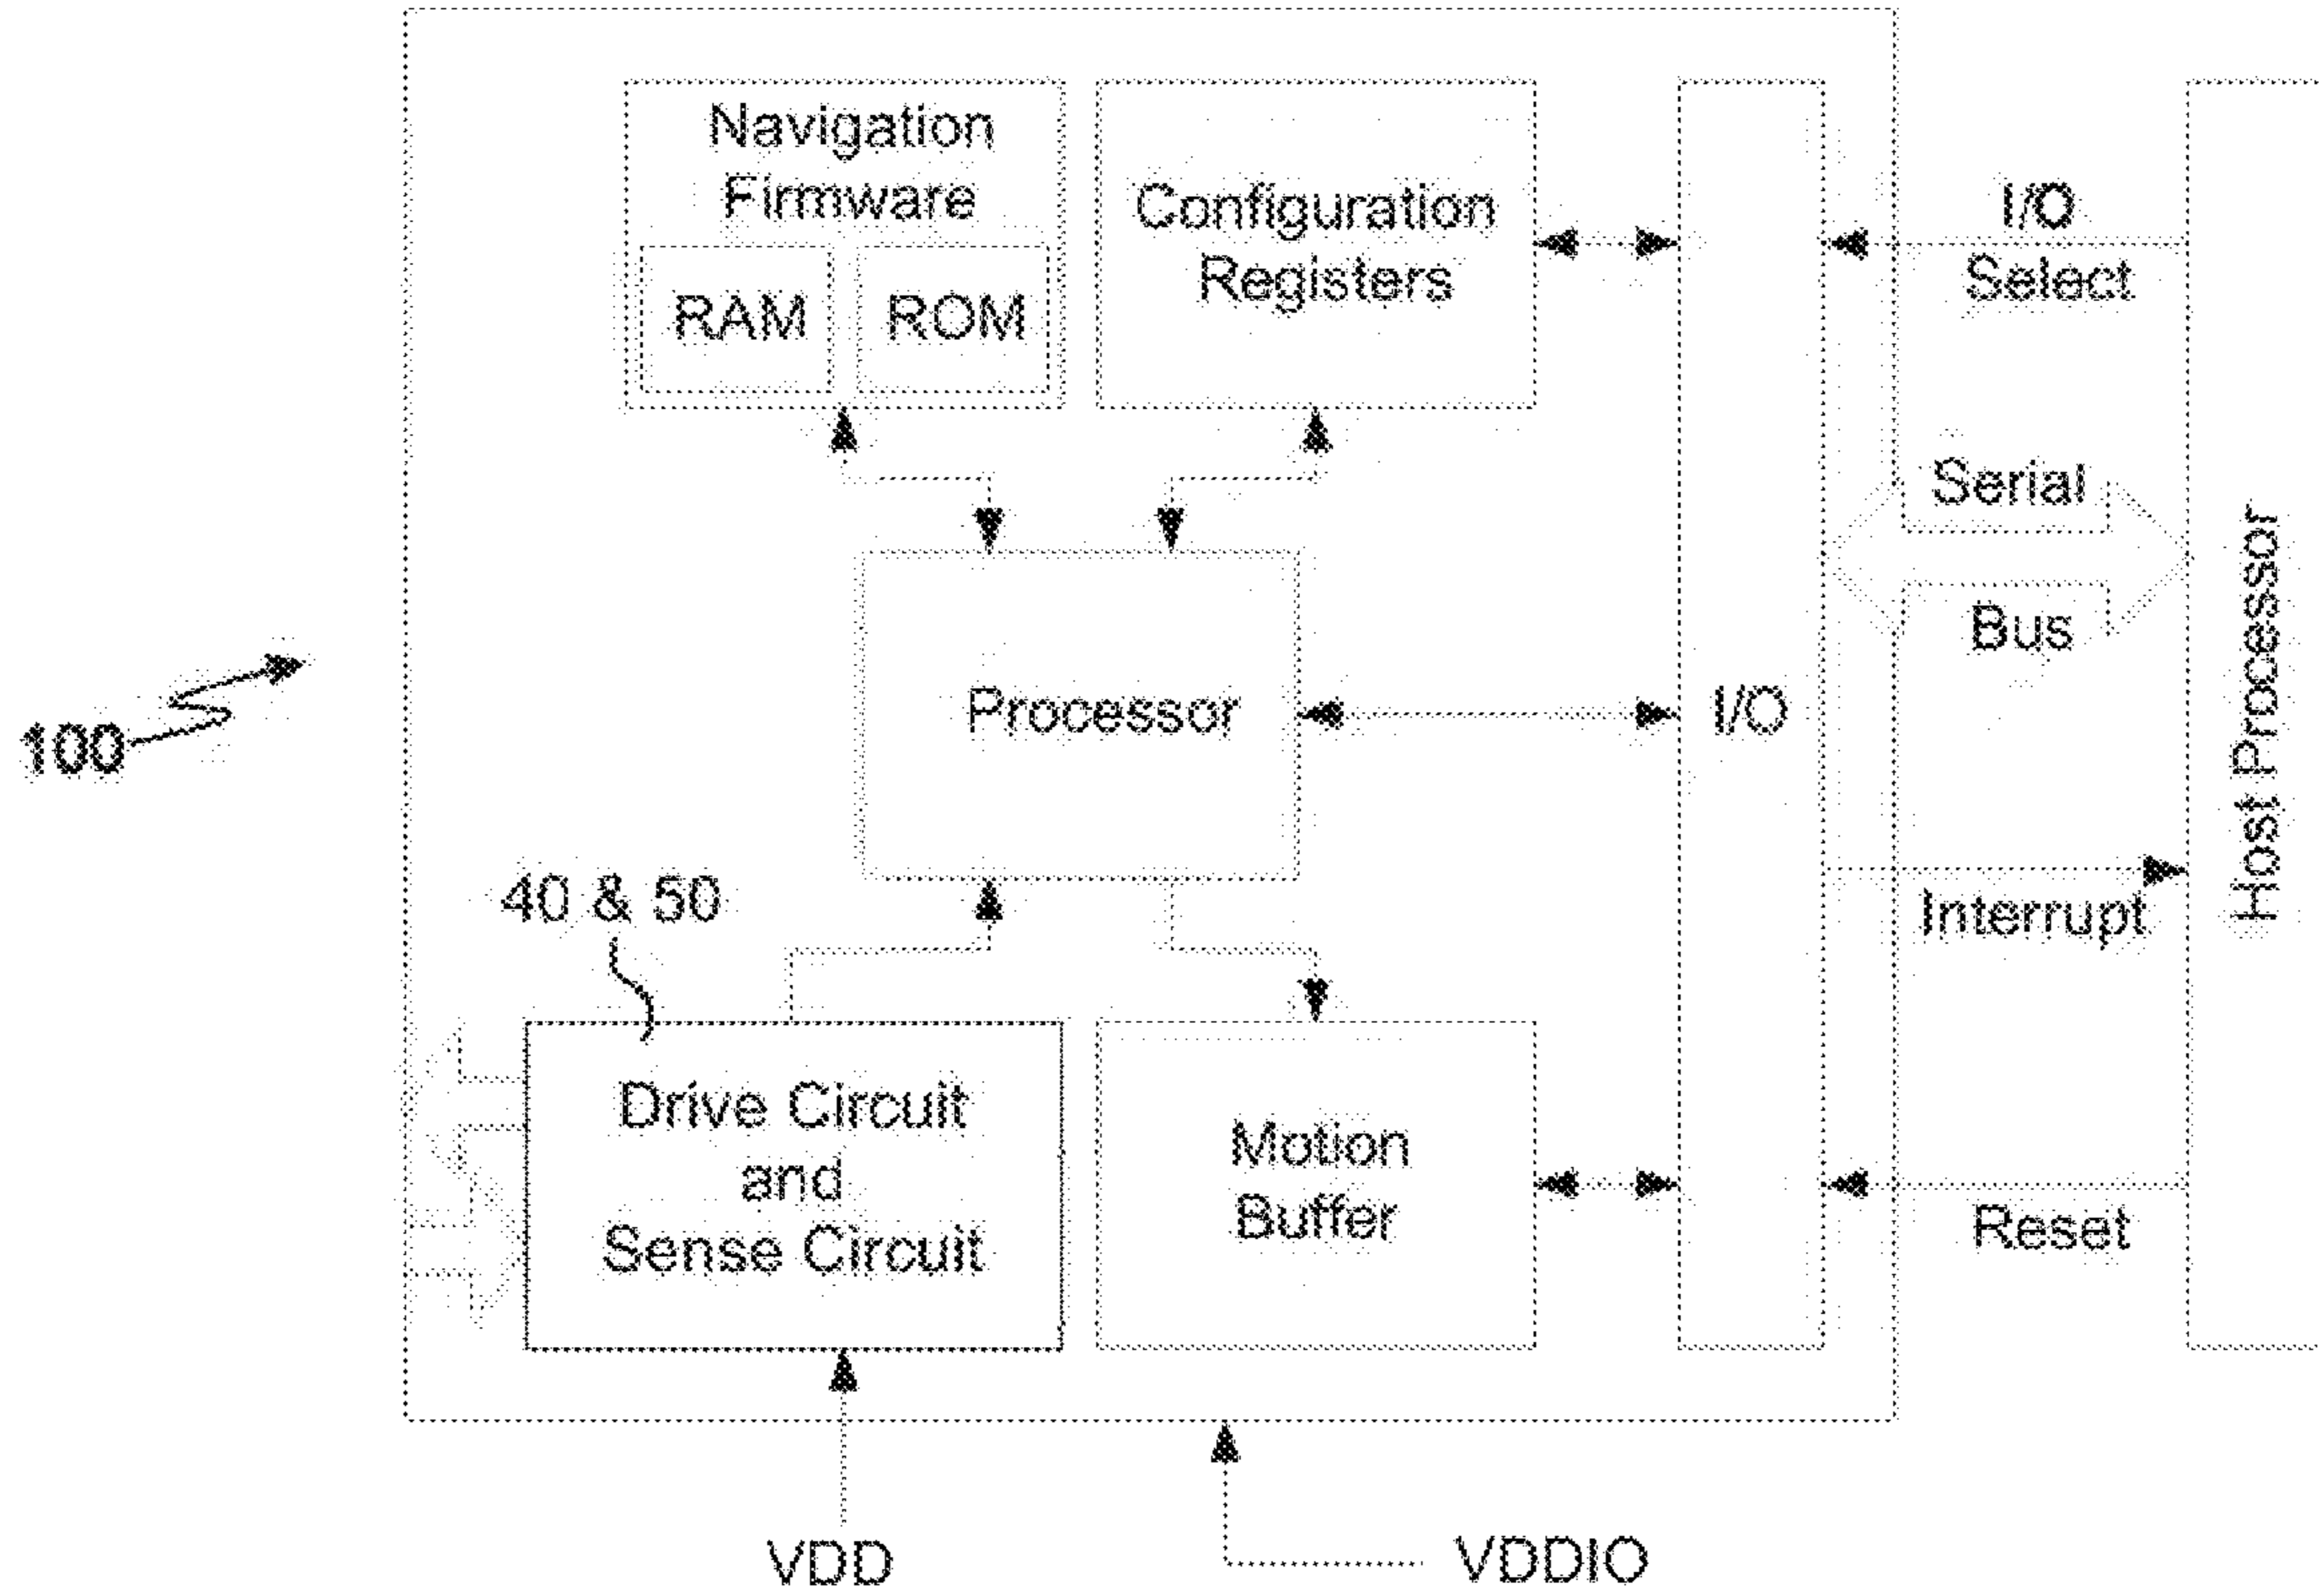 Navigation
Firmware
RAM
ROM
Configuration
Registers
I/O
Select
Serial
Bus
Processor
I/O
Host Processor
100
40 & 50
Interrupt
Drive Circuit
and
Sense Circuit
Motion
Buffer
Reset
VDD
VDDIO